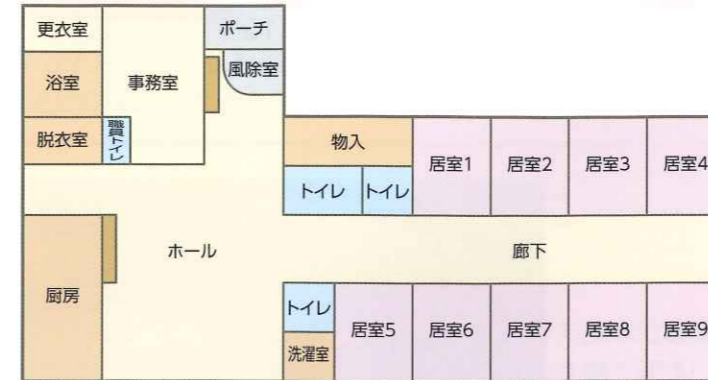 更衣室
ポーチ
浴室
事務室
風除室
脱衣室
職員トイレ
物入
居室1
居室2
居室3
居室4
トイレ
トイレ
ホール
廊下
厨房
トイレ
居室5
居室6
居室7
居室8
居室9
洗濯室